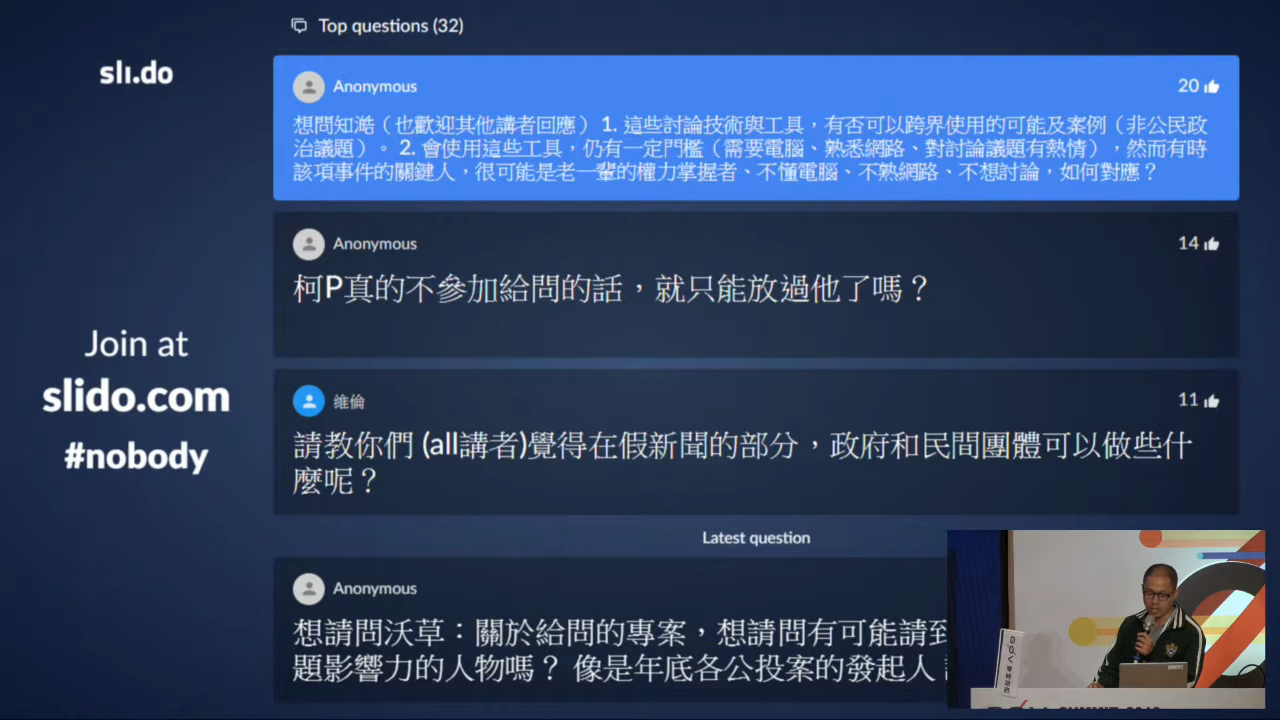 Top questions (32)
sli.do
Anonymous
20
想問知澔（也歡迎其他講者回應） 1. 這些討論技術與工具，有否可以跨界使用的可能及案例（非公民政
治議題）。 2. 會使用這些工具，仍有一定門檻（需要電腦、熟悉網路、對討論議題有熱情），然而有時
該項事件的關鍵人，很可能是老一輩的權力掌握者、不懂電腦、不熟網路、不想討論，如何對應？
Anonymous
14
柯P真的不參加給問的話，就只能放過他了嗎？
Join at
slido.com
#nobody
維倫
11
請教你們 (all講者)覺得在假新聞的部分，政府和民間團體可以做些什
麼呢？
Latest question
Anonymous
想請問沃草：關於給問的專案，想請問有可能請到
題影響力的人物嗎？ 像是年底各公投案的發起人